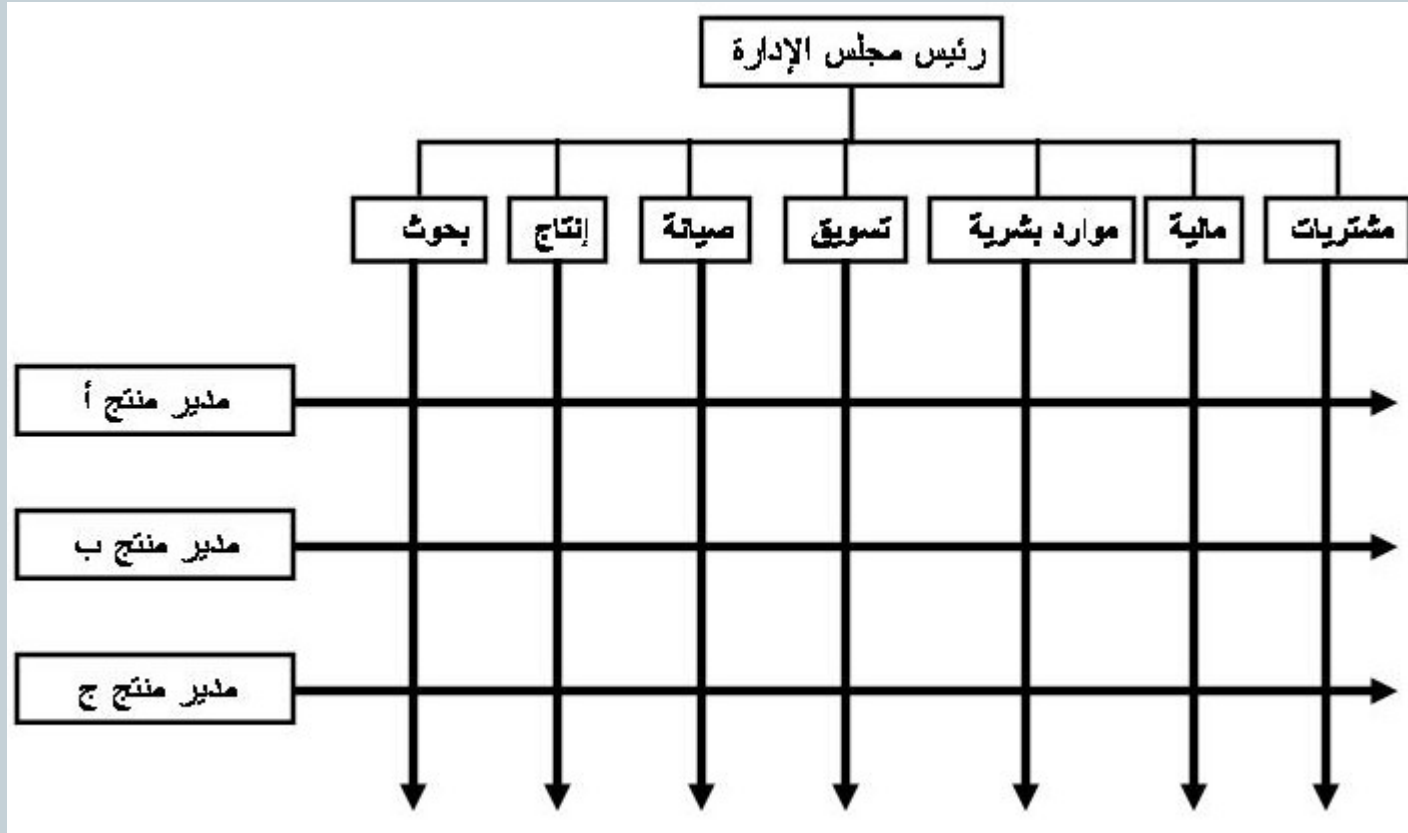 رئيس مجلس الإدارة
مشتريات
مالية
موارد بشرية
تسويق
صيانة
إنتاج
بحوث
مدير منتج أ
مدير منتج ب
مدير منتج ج